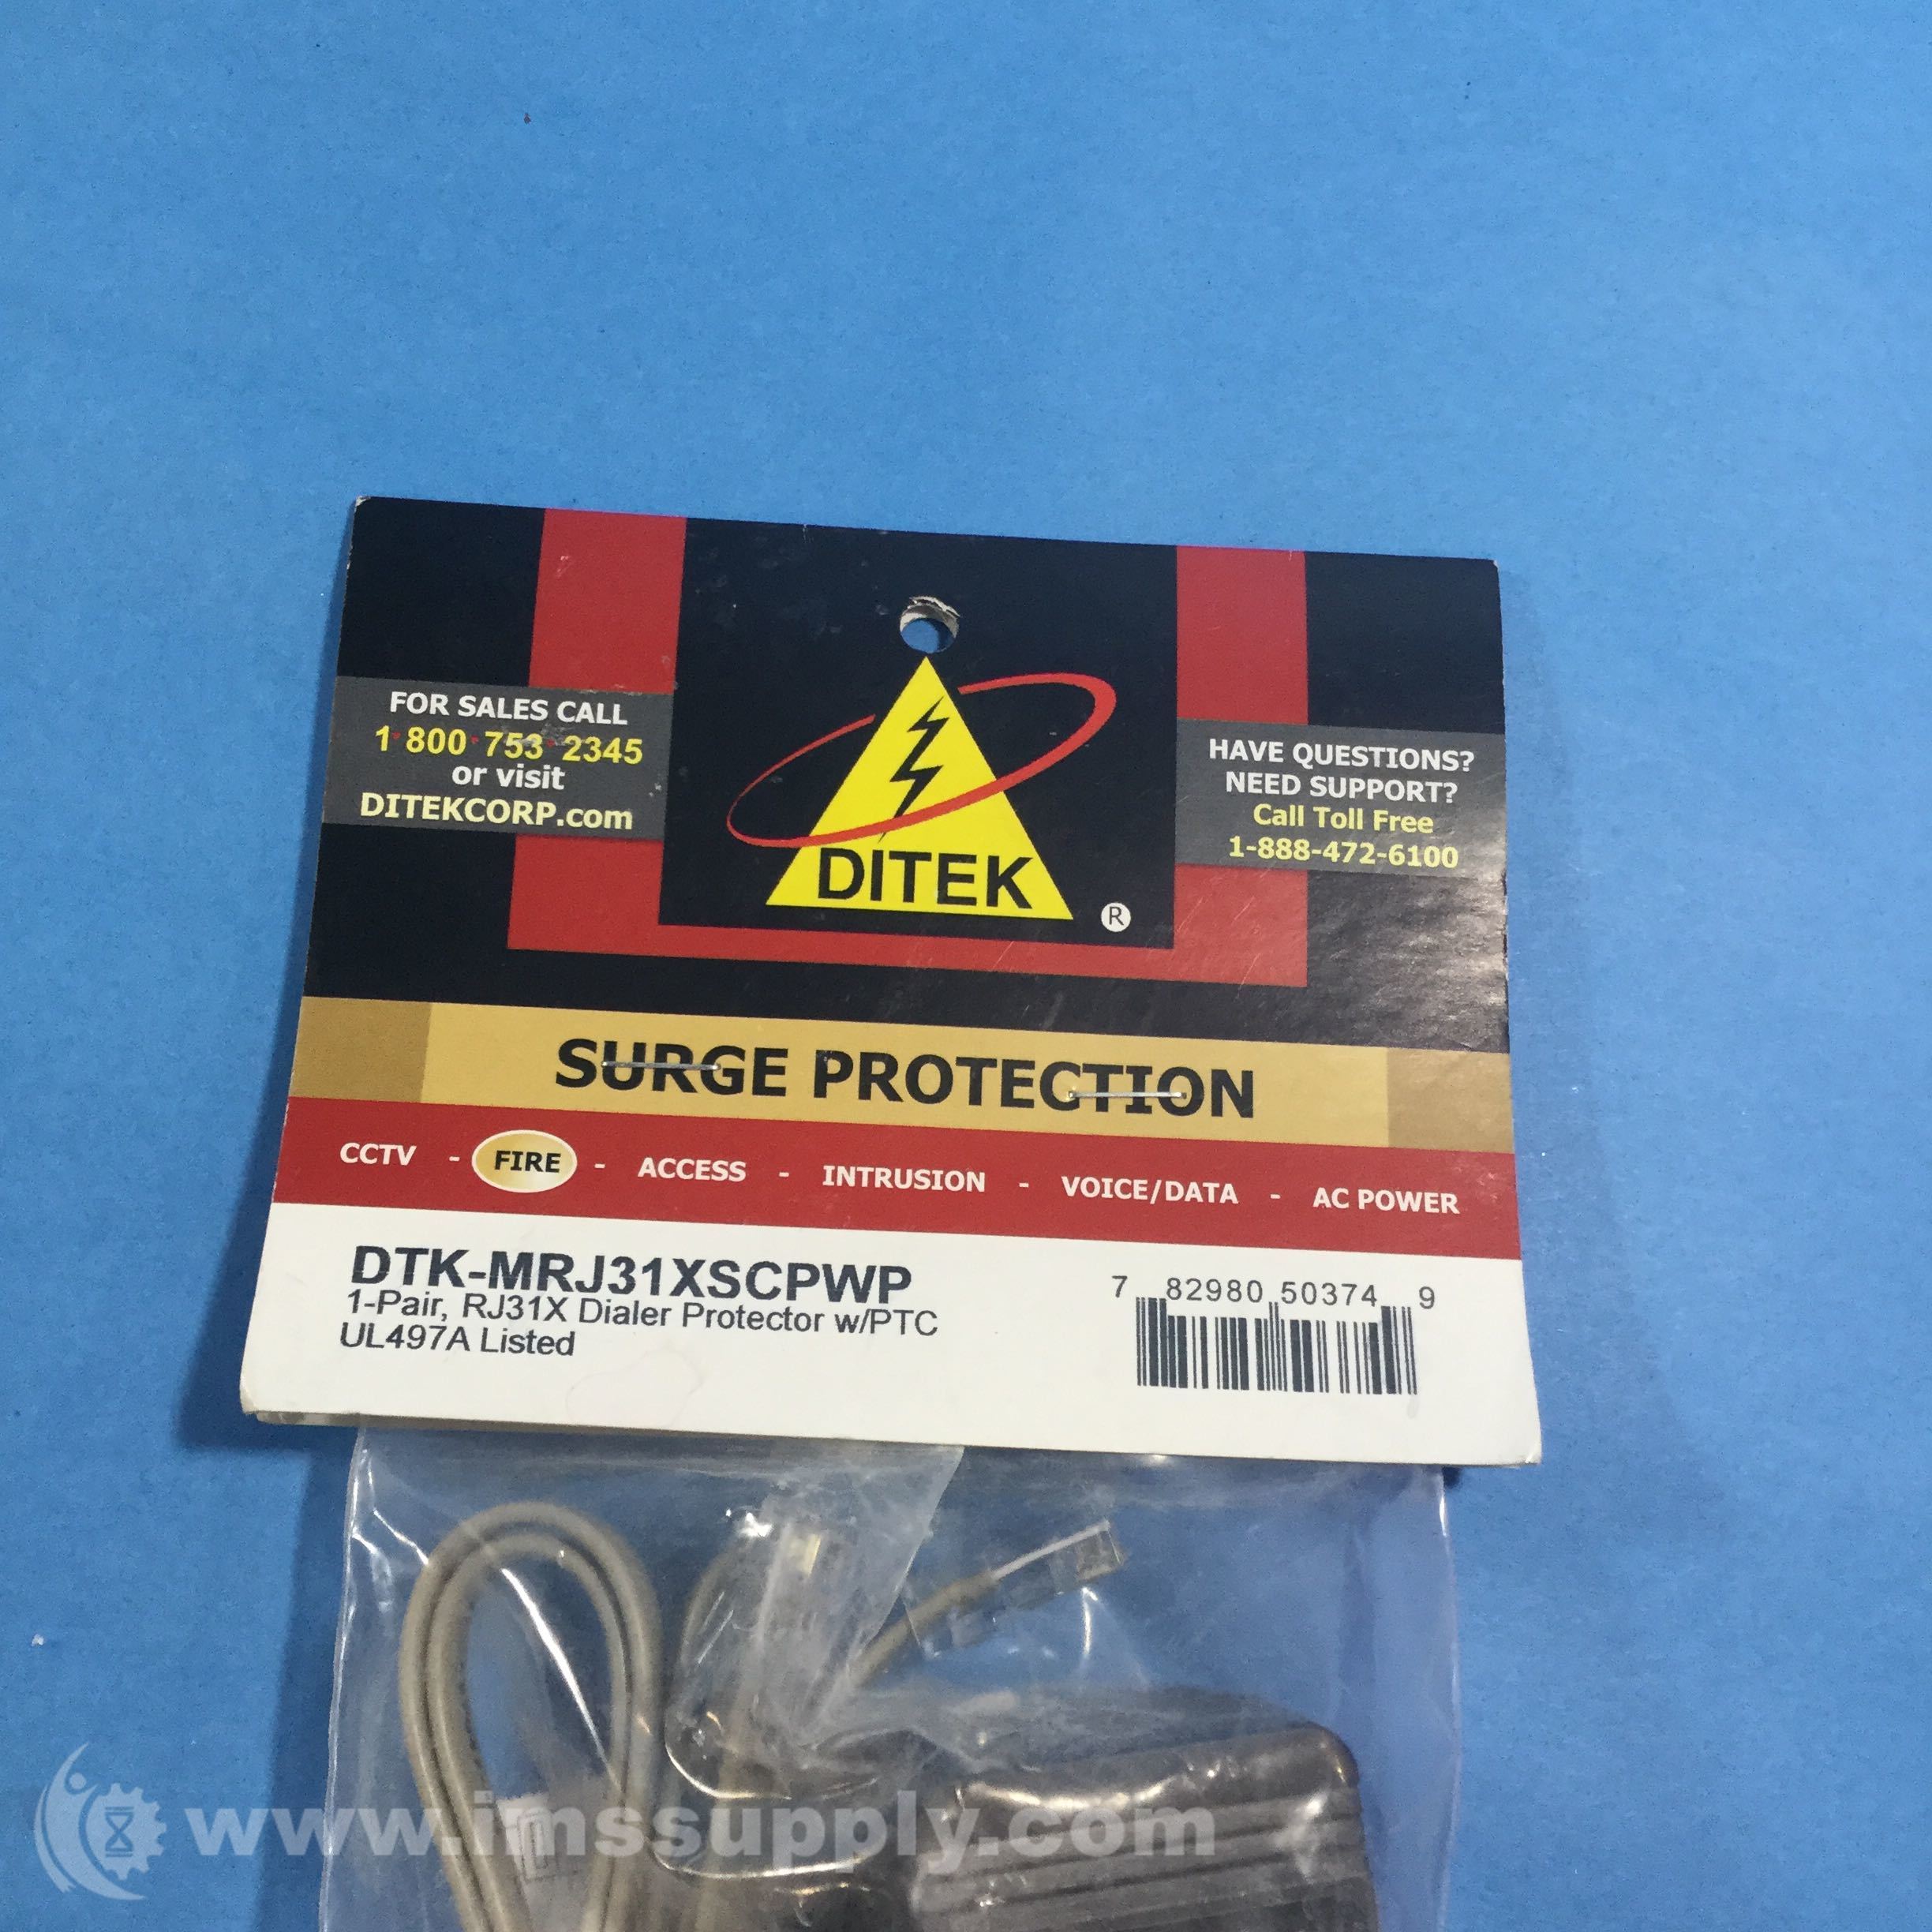 FOR SALES CALL
1·800·753·2345
or visit
DITEKCORP.com
DITEK
®
HAVE QUESTIONS?
NEED SUPPORT?
Call Toll Free
1-888-472-6100
SURGE PROTECTION
CCTV - FIRE - ACCESS - INTRUSION - VOICE/DATA - AC POWER
DTK-MRJ31XSCPWP
1-Pair, RJ31X Dialer Protector w/PTC
UL497A Listed
7 82980 50374 9
www.imssupply.com